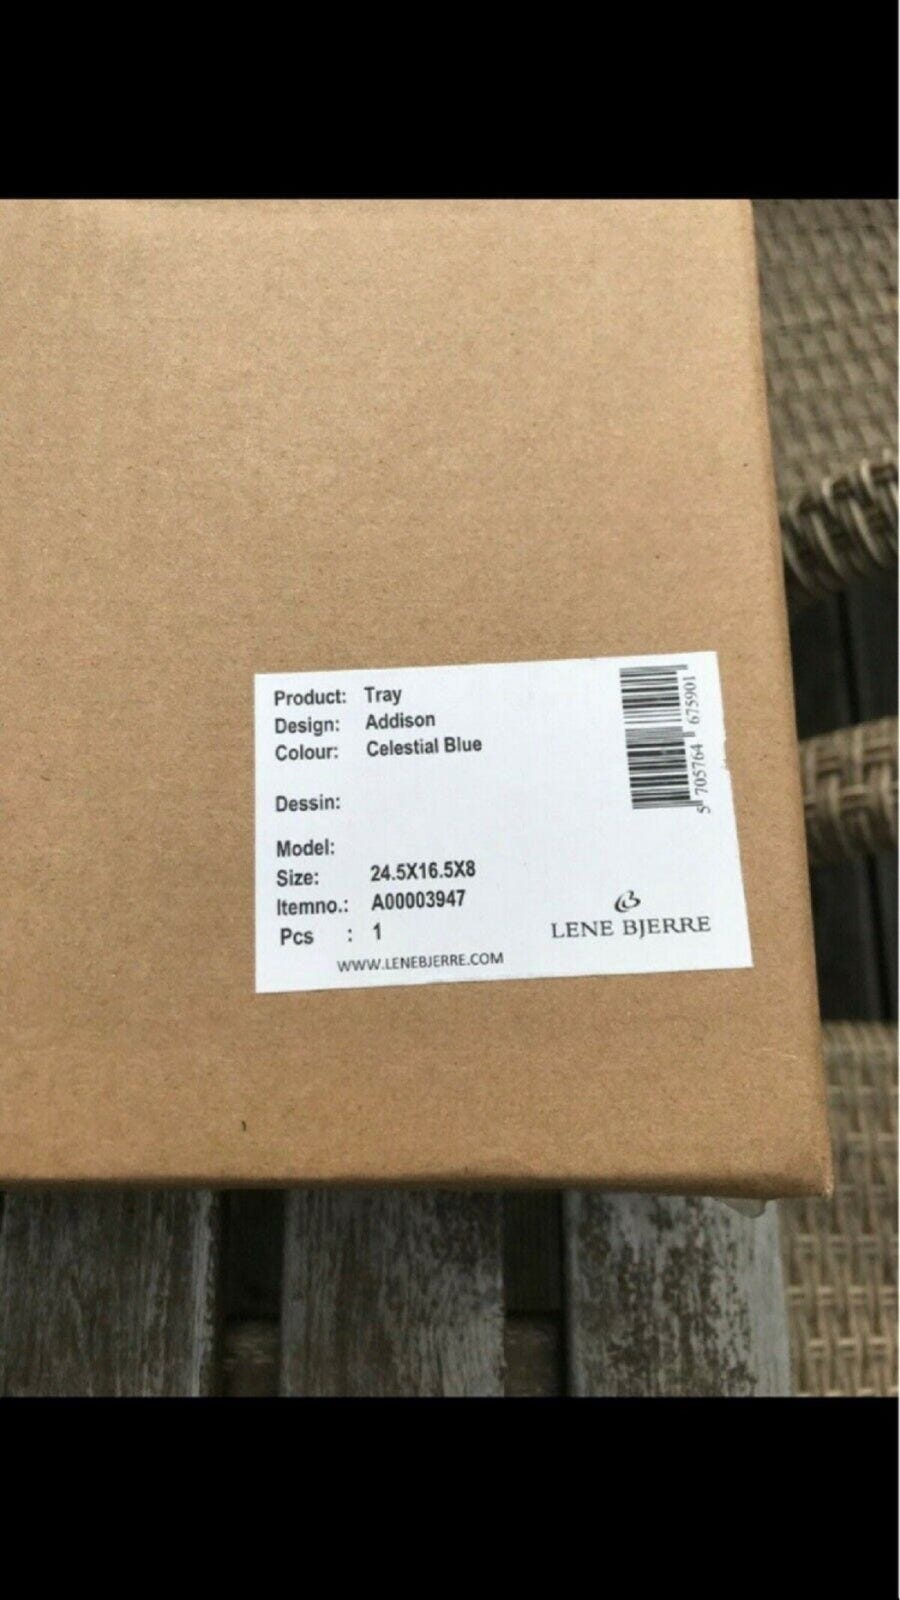 Product: Tray
Design: Addison
Colour: Celestial Blue
Dessin:
Model:
Size: 24.5X16.5X8
Itemno.: A00003947
Pcs : 1
WWW.LENEBJERRE.COM
5 705764 675901
LENE BJERRE